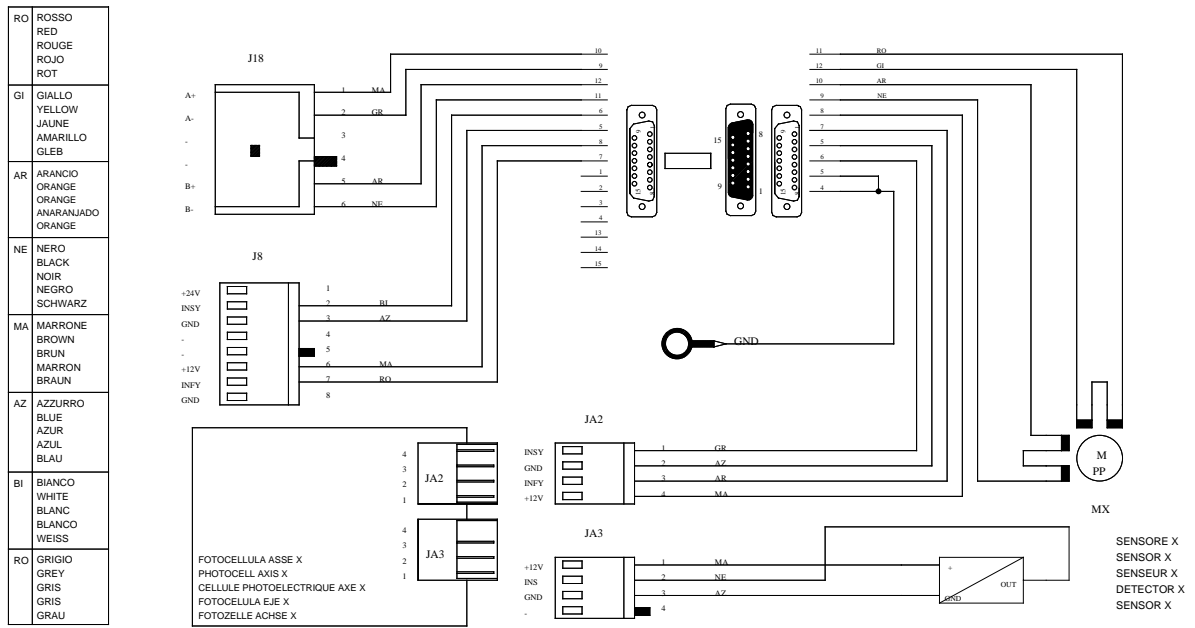 RO ROSSO
RED
ROUGE
ROJO
ROT
GI GIALLO
YELLOW
JAUNE
AMARILLO
GLEB
AR ARANCIO
ORANGE
ORANGE
ANARANJADO
ORANGE
NE NERO
BLACK
NOIR
NEGRO
SCHWARZ
MA MARRONE
BROWN
BRUN
MARRON
BRAUN
AZ AZZURRO
BLUE
AZUR
AZUL
BLAU
BI BIANCO
WHITE
BLANC
BLANCO
WEISS
RO GRIGIO
GREY
GRIS
GRIS
GRAU
J18
A+ 1 MA
A- 2 GR
- 3
- 4
B+ 5 AR
B- 6 NE
J8
+24V 1
INSY 2 BI
GND 3 AZ
- 4
- 5
+12V 6 MA
INFY 7 RO
GND 8
10
9
12
11
6
5
8
7
1
2
3
4
13
14
15
9 1
15 8
15 8
9 1
9 1
15 8
11 RO
12 GI
10 AR
9 NE
8
7
5
6
5
4
GND
M
PP
MX
JA2
INSY 1 GR
GND 2 AZ
INFY 3 AR
+12V 4 MA
JA3
+12V 1 MA
INS 2 NE
GND 3 AZ
- 4
4
3
2
1
JA2
4
3
2
1
JA3
FOTOCELLULA ASSE X
PHOTOCELL AXIS X
CELLULE PHOTOELECTRIQUE AXE X
FOTOCELULA EJE X
FOTOZELLE ACHSE X
+
OUT
GND
SENSORE X
SENSOR X
SENSEUR X
DETECTOR X
SENSOR X